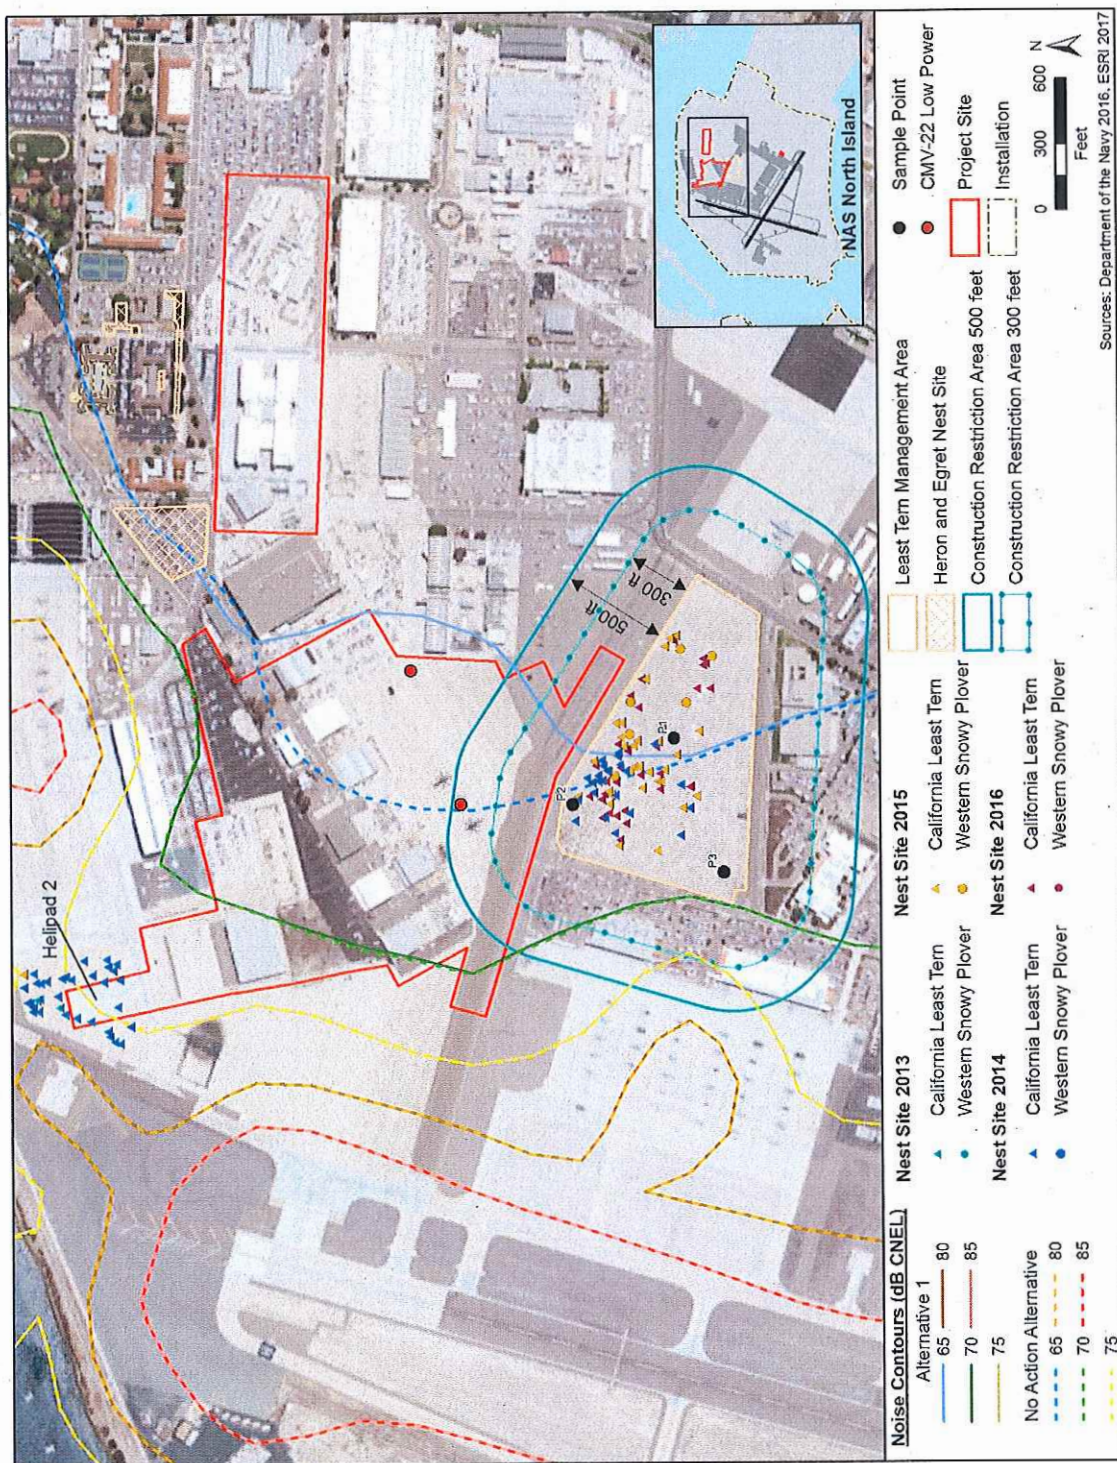 Helipad 2
500 ft
300 ft
P1
P2
P3
NAS North Island
Noise Contours (dB CNEL)
Alternative 1
65
80
70
85
75
No Action Alternative
65
80
70
85
75
Nest Site 2013
California Least Tern
Western Snowy Plover
Nest Site 2014
California Least Tern
Western Snowy Plover
Nest Site 2015
California Least Tern
Western Snowy Plover
Nest Site 2016
California Least Tern
Western Snowy Plover
Least Tern Management Area
Heron and Egret Nest Site
Construction Restriction Area 500 feet
Construction Restriction Area 300 feet
Sample Point
CMV-22 Low Power
Project Site
Installation
0 300 600
Feet
N
Sources: Department of the Navy 2016, ESRI 2017